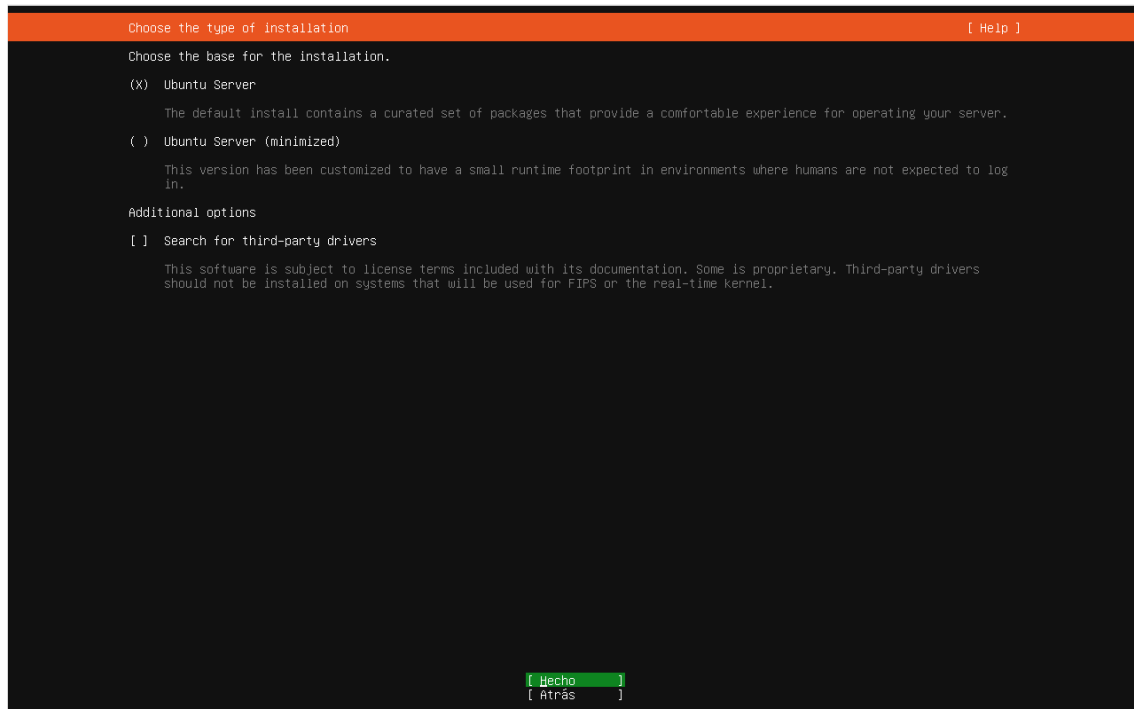 Choose the type of installation [ Help ]
Choose the base for the installation.
(X) Ubuntu Server
The default install contains a curated set of packages that provide a comfortable experience for operating your server.
( ) Ubuntu Server (minimized)
This version has been customized to have a small runtime footprint in environments where humans are not expected to log
in.
Additional options
[ ] Search for third-party drivers
This software is subject to license terms included with its documentation. Some is proprietary. Third-party drivers
should not be installed on systems that will be used for FIPS or the real-time kernel.
[ Hecho ]
[ Atrás ]